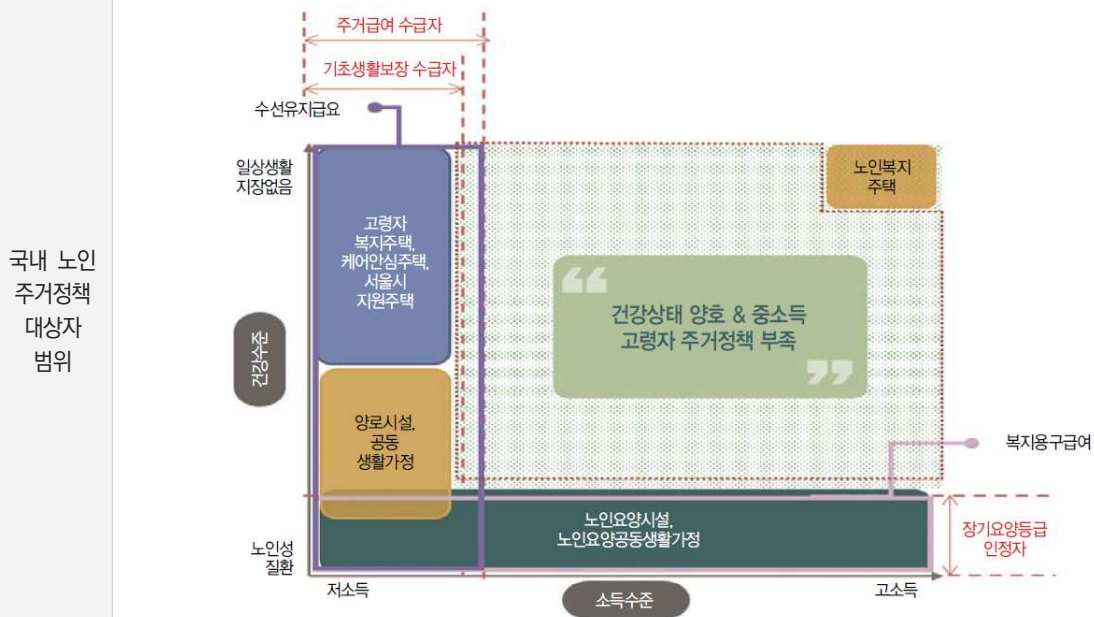 국내 노인
주거정책
대상자
범위
주거급여 수급자
기초생활보장 수급자
수선유지급요
일상생활
지장없음
고령자
복지주택,
케어안심주택,
서울시
지원주택
노인복지
주택
“
건강상태 양호 & 중소득
고령자 주거정책 부족
”
건강수준
양로시설,
공동
생활가정
복지용구급여
노인요양시설,
노인요양공동생활가정
장기요양등급
인정자
노인성
질환
저소득
소득수준
고소득